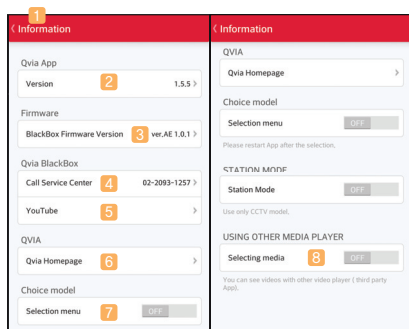 1
Information
Qvia App
Version 2 1.5.5 >
Firmware
BlackBox Firmware Version 3 ver.AE 1.0.1 >
Qvia BlackBox
Call Service Center 4 02-2093-1257 >
YouTube 5 >
QVIA
Qvia Homepage 6 >
Choice model
Selection menu 7 OFF
Information
QVIA
Qvia Homepage >
Choice model
Selection menu OFF
Please restart App after the selection.
STATION MODE
Station Mode OFF
Use only CCTV model.
USING OTHER MEDIA PLAYER
Selecting media 8 OFF
You can see videos with other video player ( third party
App).